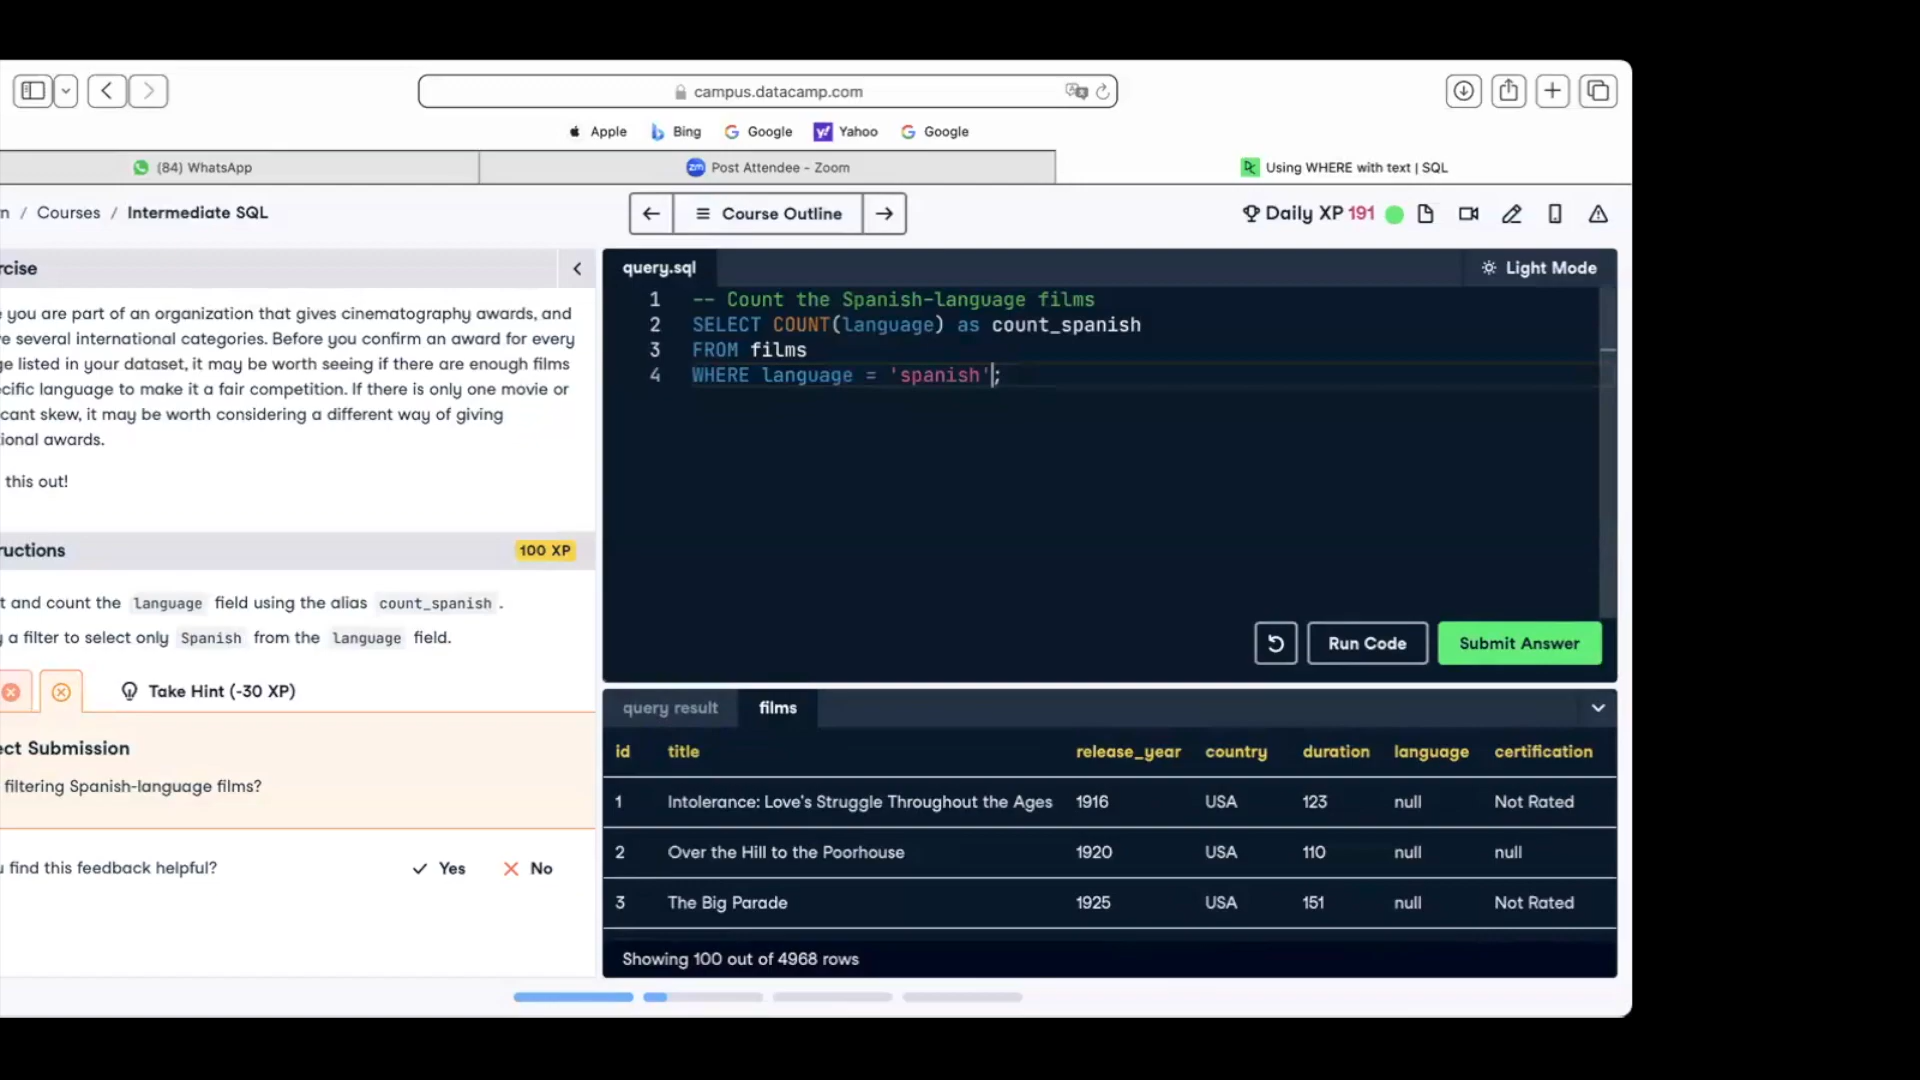 campus.datacamp.com
Apple Bing Google Yahoo Google
(84) WhatsApp Post Attendee - Zoom Using WHERE with text | SQL
n / Courses / Intermediate SQL
Course Outline
Daily XP 191
rcise
e you are part of an organization that gives cinematography awards, and
ve several international categories. Before you confirm an award for every
ge listed in your dataset, it may be worth seeing if there are enough films
ecific language to make it a fair competition. If there is only one movie or
icant skew, it may be worth considering a different way of giving
tional awards.
this out!
ructions
100 XP
t and count the language field using the alias count_spanish .
y a filter to select only Spanish from the language field.
Take Hint (-30 XP)
ect Submission
filtering Spanish-language films?
u find this feedback helpful?
Yes No
query.sql
Light Mode
1 -- Count the Spanish-language films
2 SELECT COUNT(language) as count_spanish
3 FROM films
4 WHERE language = 'spanish';
Run Code
Submit Answer
query result films
id title release_year country duration language certification
1 Intolerance: Love's Struggle Throughout the Ages 1916 USA 123 null Not Rated
2 Over the Hill to the Poorhouse 1920 USA 110 null null
3 The Big Parade 1925 USA 151 null Not Rated
Showing 100 out of 4968 rows